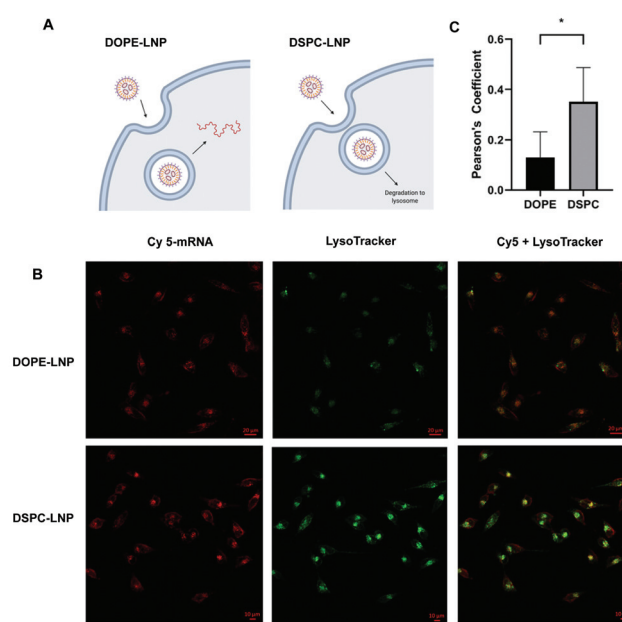 A
DOPE-LNP
DSPC-LNP
Degradation to
lysosome
C
*
Pearson's Coefficient
0.6
0.4
0.2
0.0
DOPE DSPC
B
Cy 5-mRNA
LysoTracker
Cy5 + LysoTracker
DOPE-LNP
20 µm
20 µm
20 µm
DSPC-LNP
10 µm
10 µm
10 µm